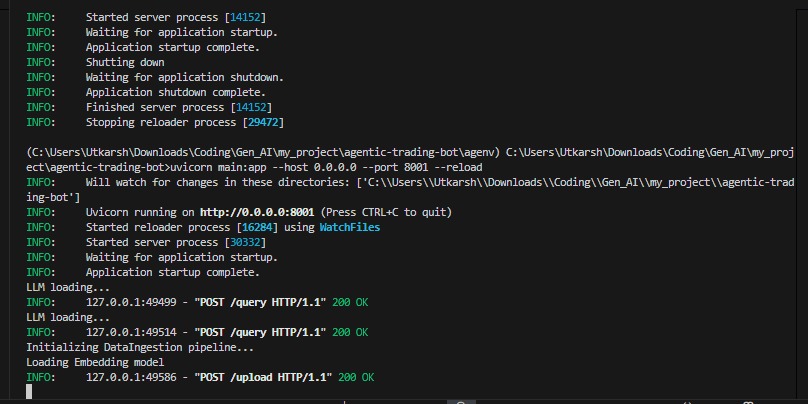 INFO:     Started server process [14152]
INFO:     Waiting for application startup.
INFO:     Application startup complete.
INFO:     Shutting down
INFO:     Waiting for application shutdown.
INFO:     Application shutdown complete.
INFO:     Finished server process [14152]
INFO:     Stopping reloader process [29472]
(C:\Users\Utkarsh\Downloads\Coding\Gen_AI\my_project\agentic-trading-bot\agenv) C:\Users\Utkarsh\Downloads\Coding\Gen_AI\my_proj
ect\agentic-trading-bot>uvicorn main:app --host 0.0.0.0 --port 8001 --reload
INFO:     Will watch for changes in these directories: ['C:\\Users\\Utkarsh\\Downloads\\Coding\\Gen_AI\\my_project\\agentic-trad
ing-bot']
INFO:     Uvicorn running on http://0.0.0.0:8001 (Press CTRL+C to quit)
INFO:     Started reloader process [16284] using WatchFiles
INFO:     Started server process [30332]
INFO:     Waiting for application startup.
INFO:     Application startup complete.
LLM loading...
INFO:     127.0.0.1:49499 - "POST /query HTTP/1.1" 200 OK
LLM loading...
INFO:     127.0.0.1:49514 - "POST /query HTTP/1.1" 200 OK
Initializing DataIngestion pipeline...
Loading Embedding model
INFO:     127.0.0.1:49586 - "POST /upload HTTP/1.1" 200 OK